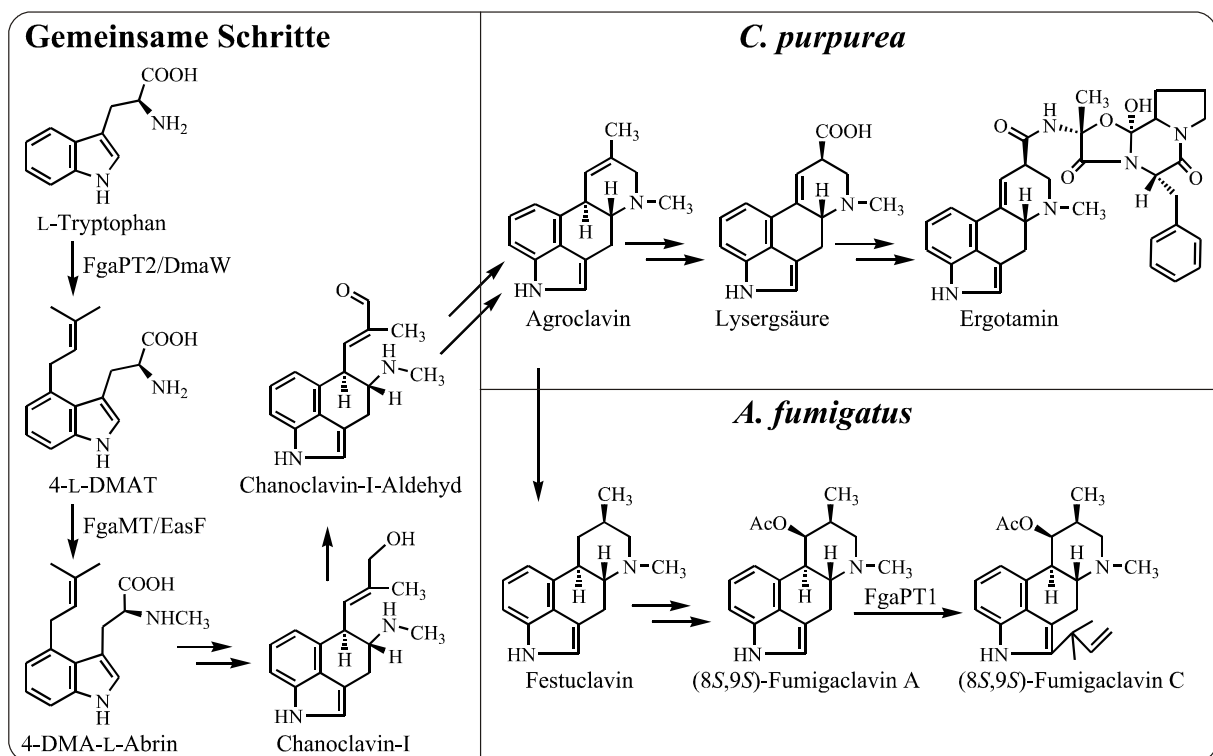 Gemeinsame Schritte
COOH
NH2
N
H
L-Tryptophan
FgaPT2/DmaW
COOH
NH2
N
H
4-L-DMAT
FgaMT/EasF
COOH
NHCH3
N
H
4-DMA-L-Abrin
O
CH3
H
N
CH3
H
H
HN
Chanoclavin-I-Aldehyd
OH
CH3
H
N
CH3
H
H
HN
Chanoclavin-I
C. purpurea
CH3
H
N
CH3
H
HN
Agroclavin
COOH
H
N
CH3
HN
Lysergsäure
H
N
CH3
O
O
OH
N
O
N
O
H
H
N
CH3
HN
Ergotamin
A. fumigatus
CH3
H
N
CH3
H
HN
Festuclavin
CH3
AcO
H
N
CH3
H
HN
(8S,9S)-Fumigaclavin A
FgaPT1
CH3
AcO
H
N
CH3
H
HN
(8S,9S)-Fumigaclavin C